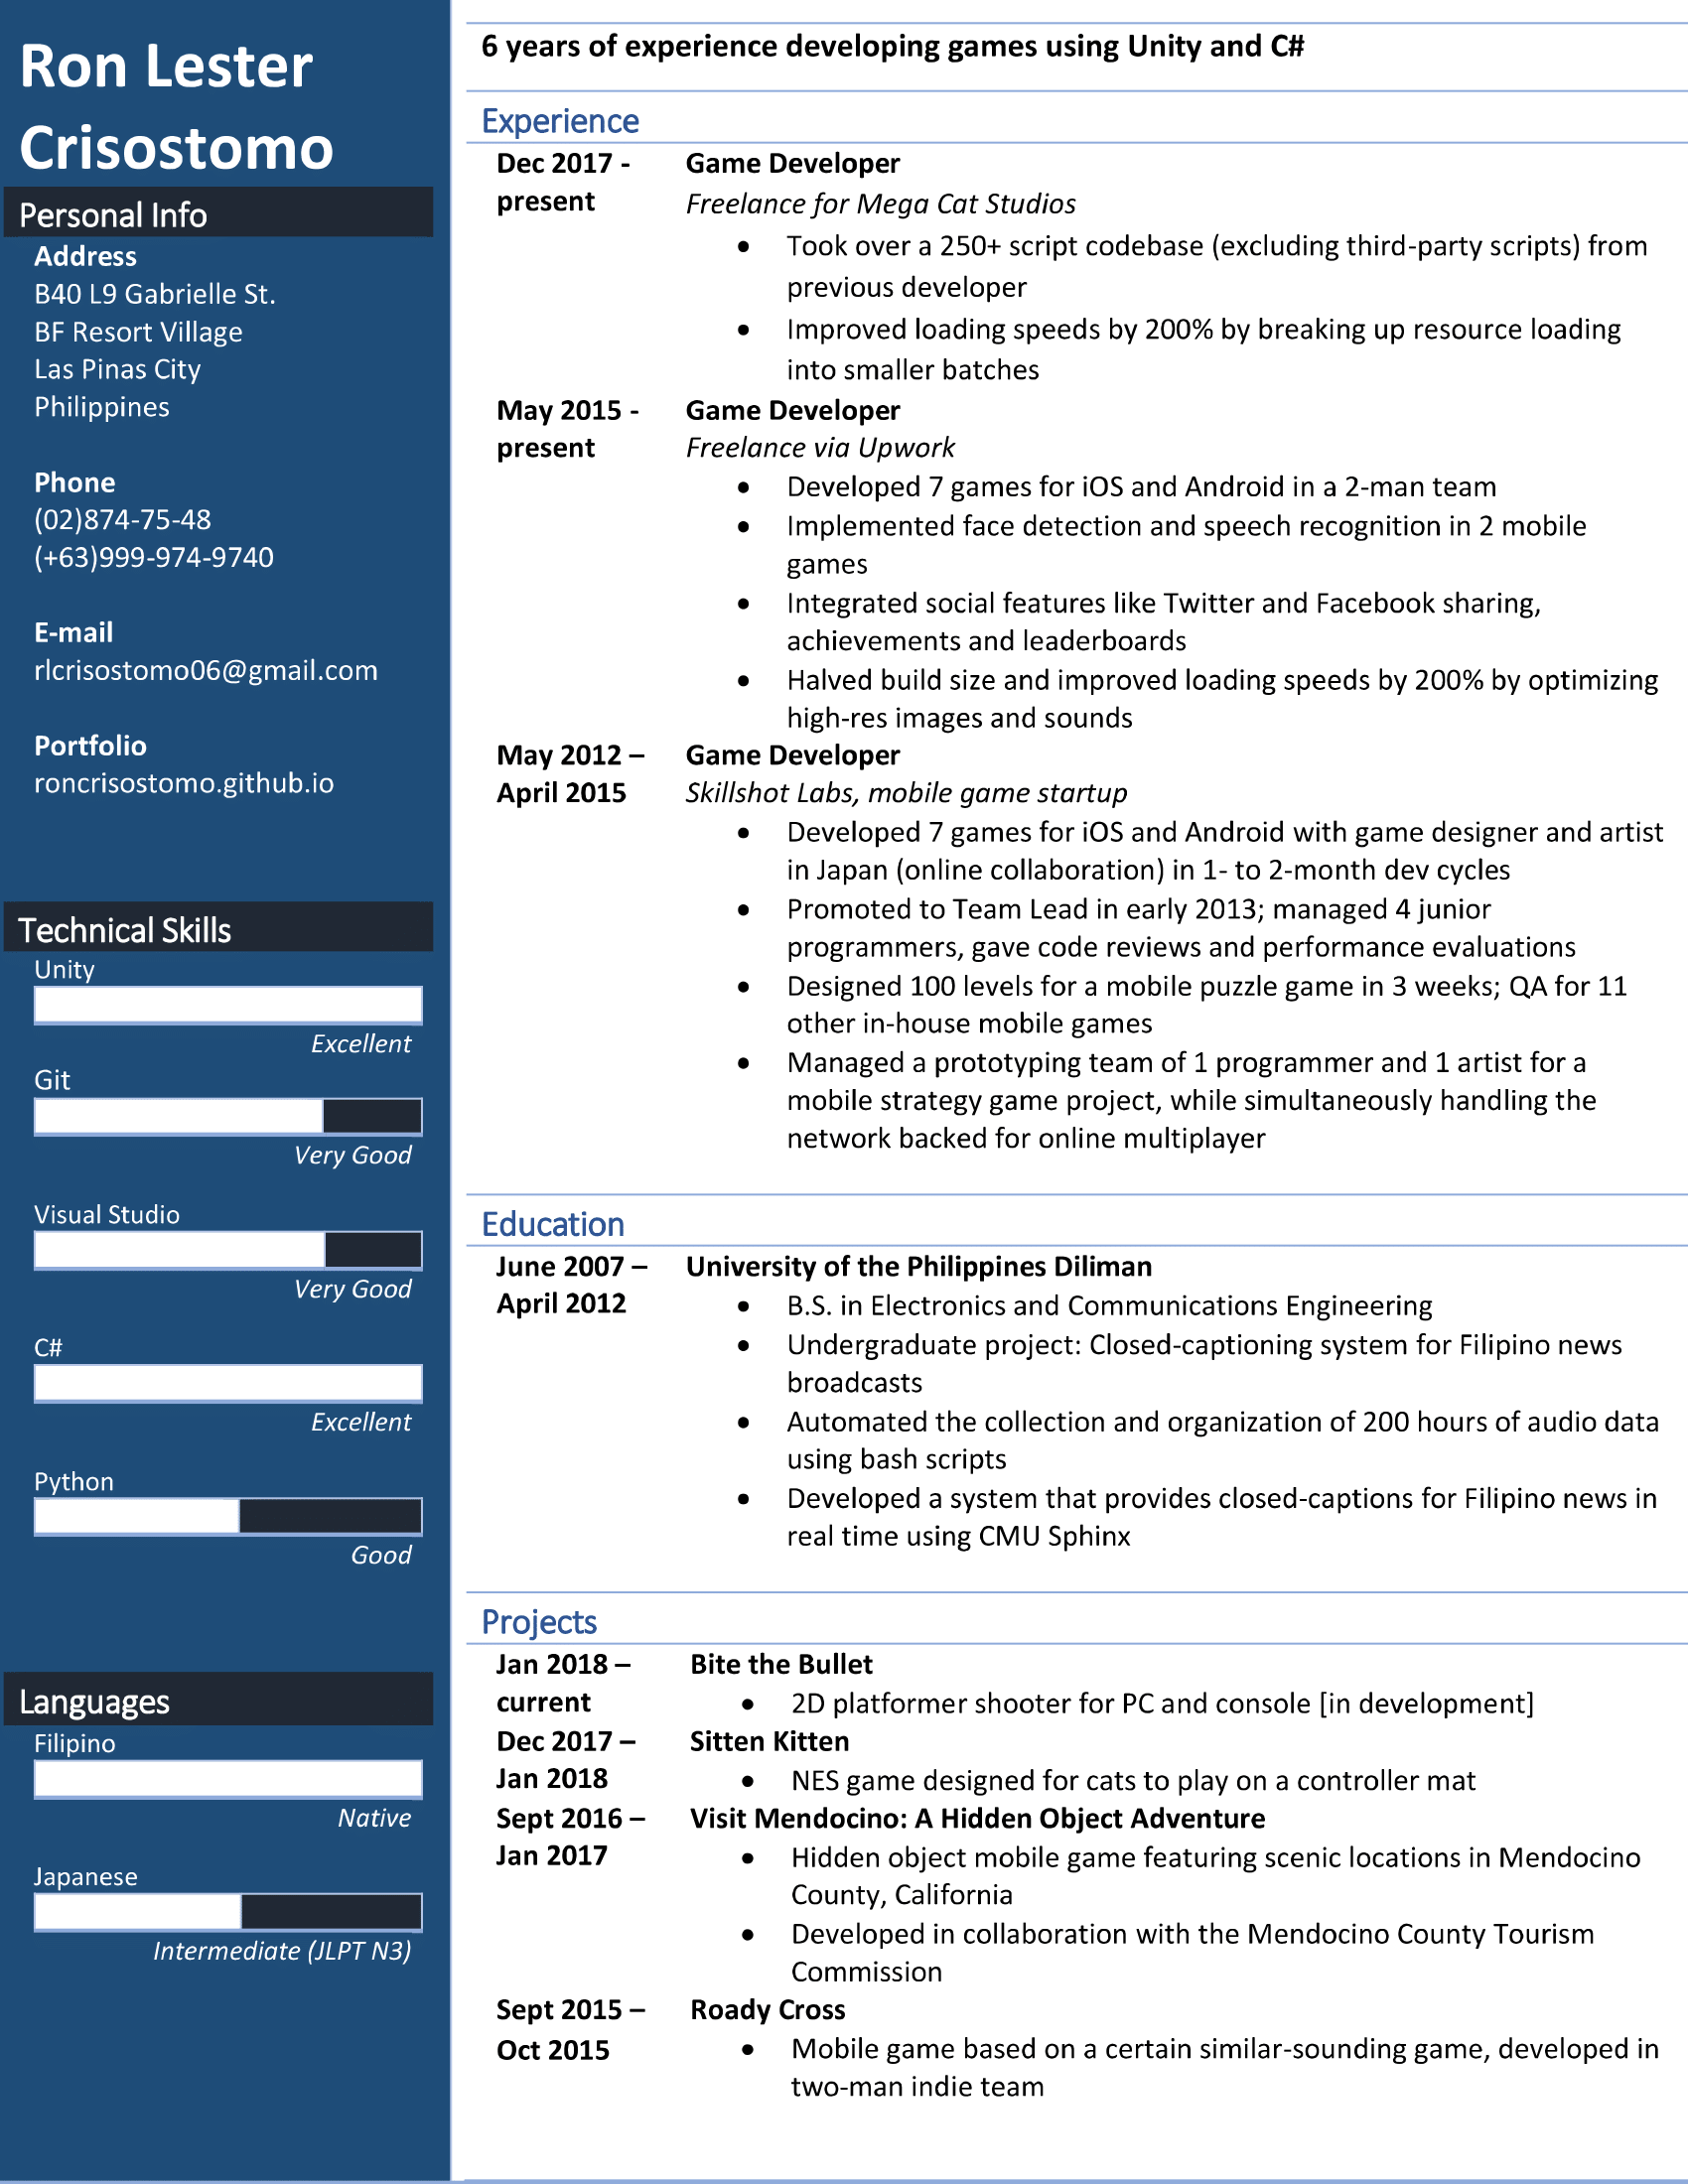 Ron Lester
Crisostomo
Personal Info
Address
B40 L9 Gabrielle St.
BF Resort Village
Las Pinas City
Philippines
Phone
(02)874-75-48
(+63)999-974-9740
E-mail
rlcrisostomo06@gmail.com
Portfolio
roncrisostomo.github.io
Technical Skills
Unity
Excellent
Git
Very Good
Visual Studio
Very Good
C#
Excellent
Python
Good
Languages
Filipino
Native
Japanese
Intermediate (JLPT N3)
6 years of experience developing games using Unity and C#
Experience
Dec 2017 - Game Developer
present Freelance for Mega Cat Studios
• Took over a 250+ script codebase (excluding third-party scripts) from
previous developer
• Improved loading speeds by 200% by breaking up resource loading
into smaller batches
May 2015 - Game Developer
present Freelance via Upwork
• Developed 7 games for iOS and Android in a 2-man team
• Implemented face detection and speech recognition in 2 mobile
games
• Integrated social features like Twitter and Facebook sharing,
achievements and leaderboards
• Halved build size and improved loading speeds by 200% by optimizing
high-res images and sounds
May 2012 – Game Developer
April 2015 Skillshot Labs, mobile game startup
• Developed 7 games for iOS and Android with game designer and artist
in Japan (online collaboration) in 1- to 2-month dev cycles
• Promoted to Team Lead in early 2013; managed 4 junior
programmers, gave code reviews and performance evaluations
• Designed 100 levels for a mobile puzzle game in 3 weeks; QA for 11
other in-house mobile games
• Managed a prototyping team of 1 programmer and 1 artist for a
mobile strategy game project, while simultaneously handling the
network backed for online multiplayer
Education
June 2007 – University of the Philippines Diliman
April 2012 • B.S. in Electronics and Communications Engineering
• Undergraduate project: Closed-captioning system for Filipino news
broadcasts
• Automated the collection and organization of 200 hours of audio data
using bash scripts
• Developed a system that provides closed-captions for Filipino news in
real time using CMU Sphinx
Projects
Jan 2018 – Bite the Bullet
current • 2D platformer shooter for PC and console [in development]
Dec 2017 – Sitten Kitten
Jan 2018 • NES game designed for cats to play on a controller mat
Sept 2016 – Visit Mendocino: A Hidden Object Adventure
Jan 2017 • Hidden object mobile game featuring scenic locations in Mendocino
County, California
• Developed in collaboration with the Mendocino County Tourism
Commission
Sept 2015 – Roady Cross
Oct 2015 • Mobile game based on a certain similar-sounding game, developed in
two-man indie team